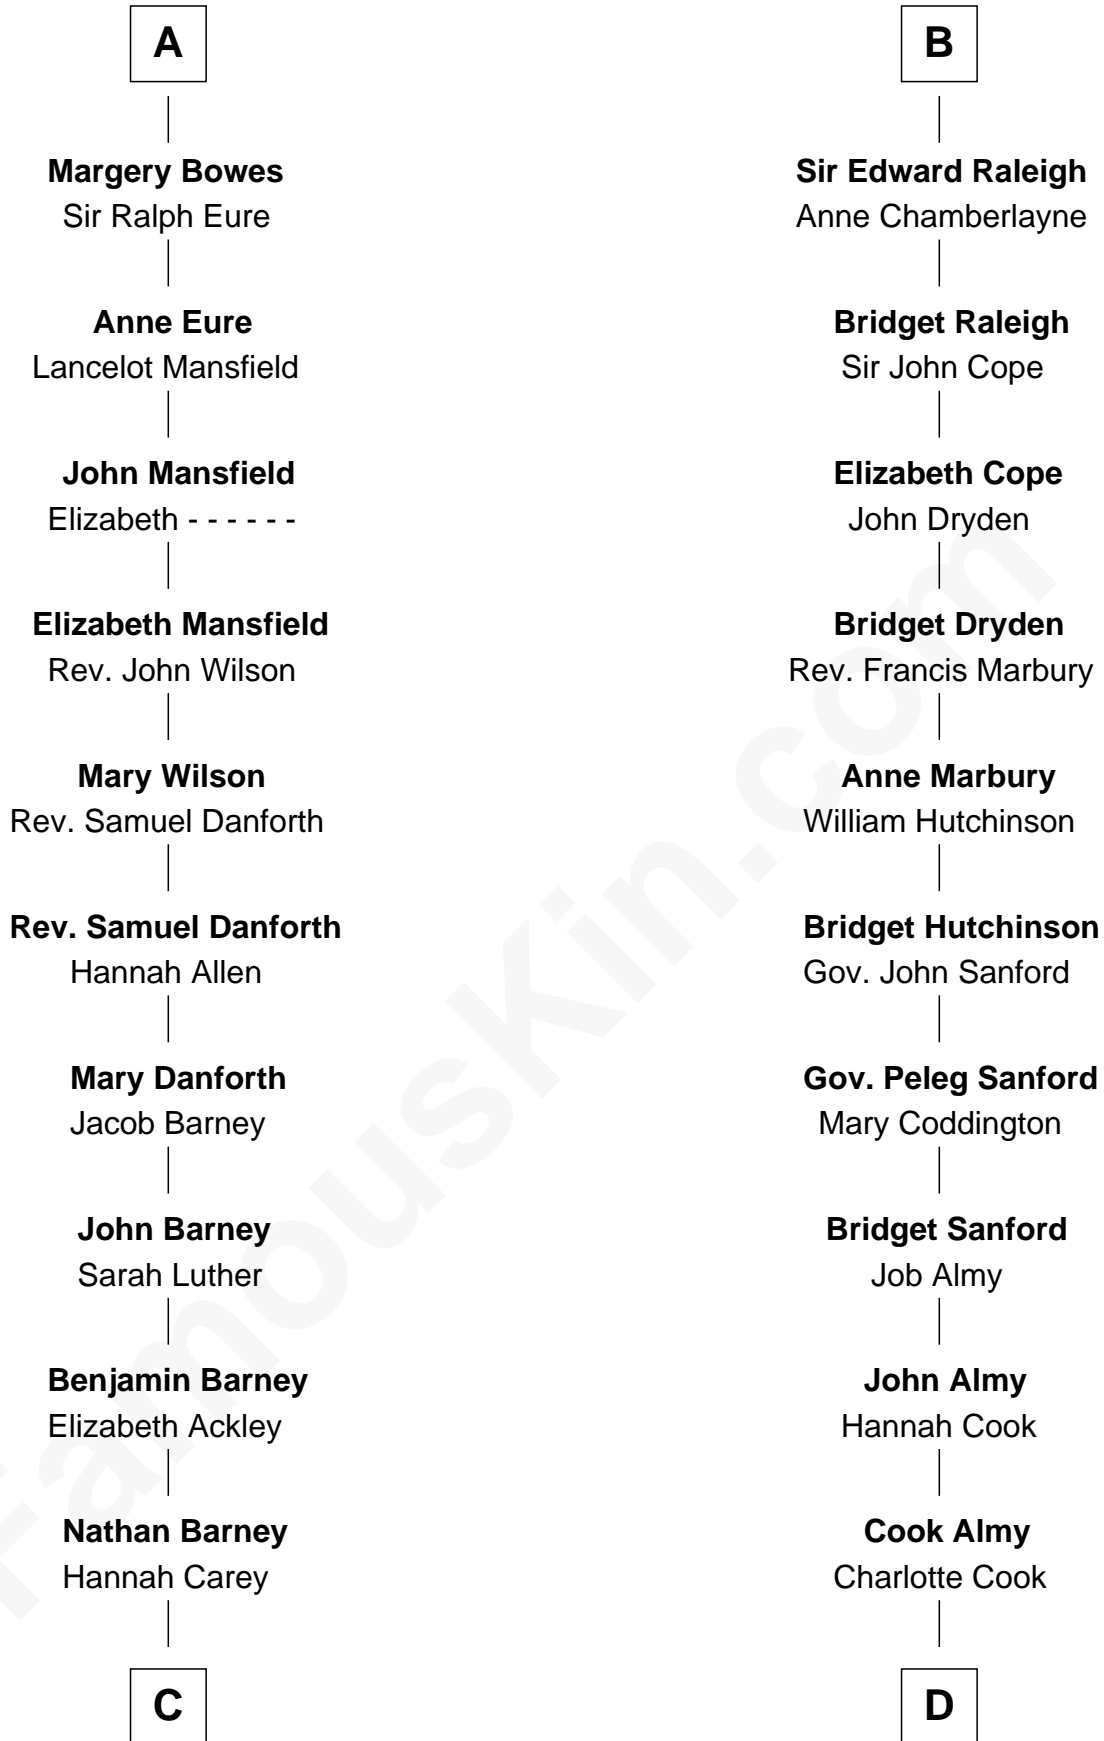 A
Margery Bowes
Sir Ralph Eure
Anne Eure
Lancelot Mansfield
John Mansfield
Elizabeth - - - - - -
Elizabeth Mansfield
Rev. John Wilson
Mary Wilson
Rev. Samuel Danforth
Rev. Samuel Danforth
Hannah Allen
Mary Danforth
Jacob Barney
John Barney
Sarah Luther
Benjamin Barney
Elizabeth Ackley
Nathan Barney
Hannah Carey
C
B
Sir Edward Raleigh
Anne Chamberlayne
Bridget Raleigh
Sir John Cope
Elizabeth Cope
John Dryden
Bridget Dryden
Rev. Francis Marbury
Anne Marbury
William Hutchinson
Bridget Hutchinson
Gov. John Sanford
Gov. Peleg Sanford
Mary Coddington
Bridget Sanford
Job Almy
John Almy
Hannah Cook
Cook Almy
Charlotte Cook
D
FamousKin.com